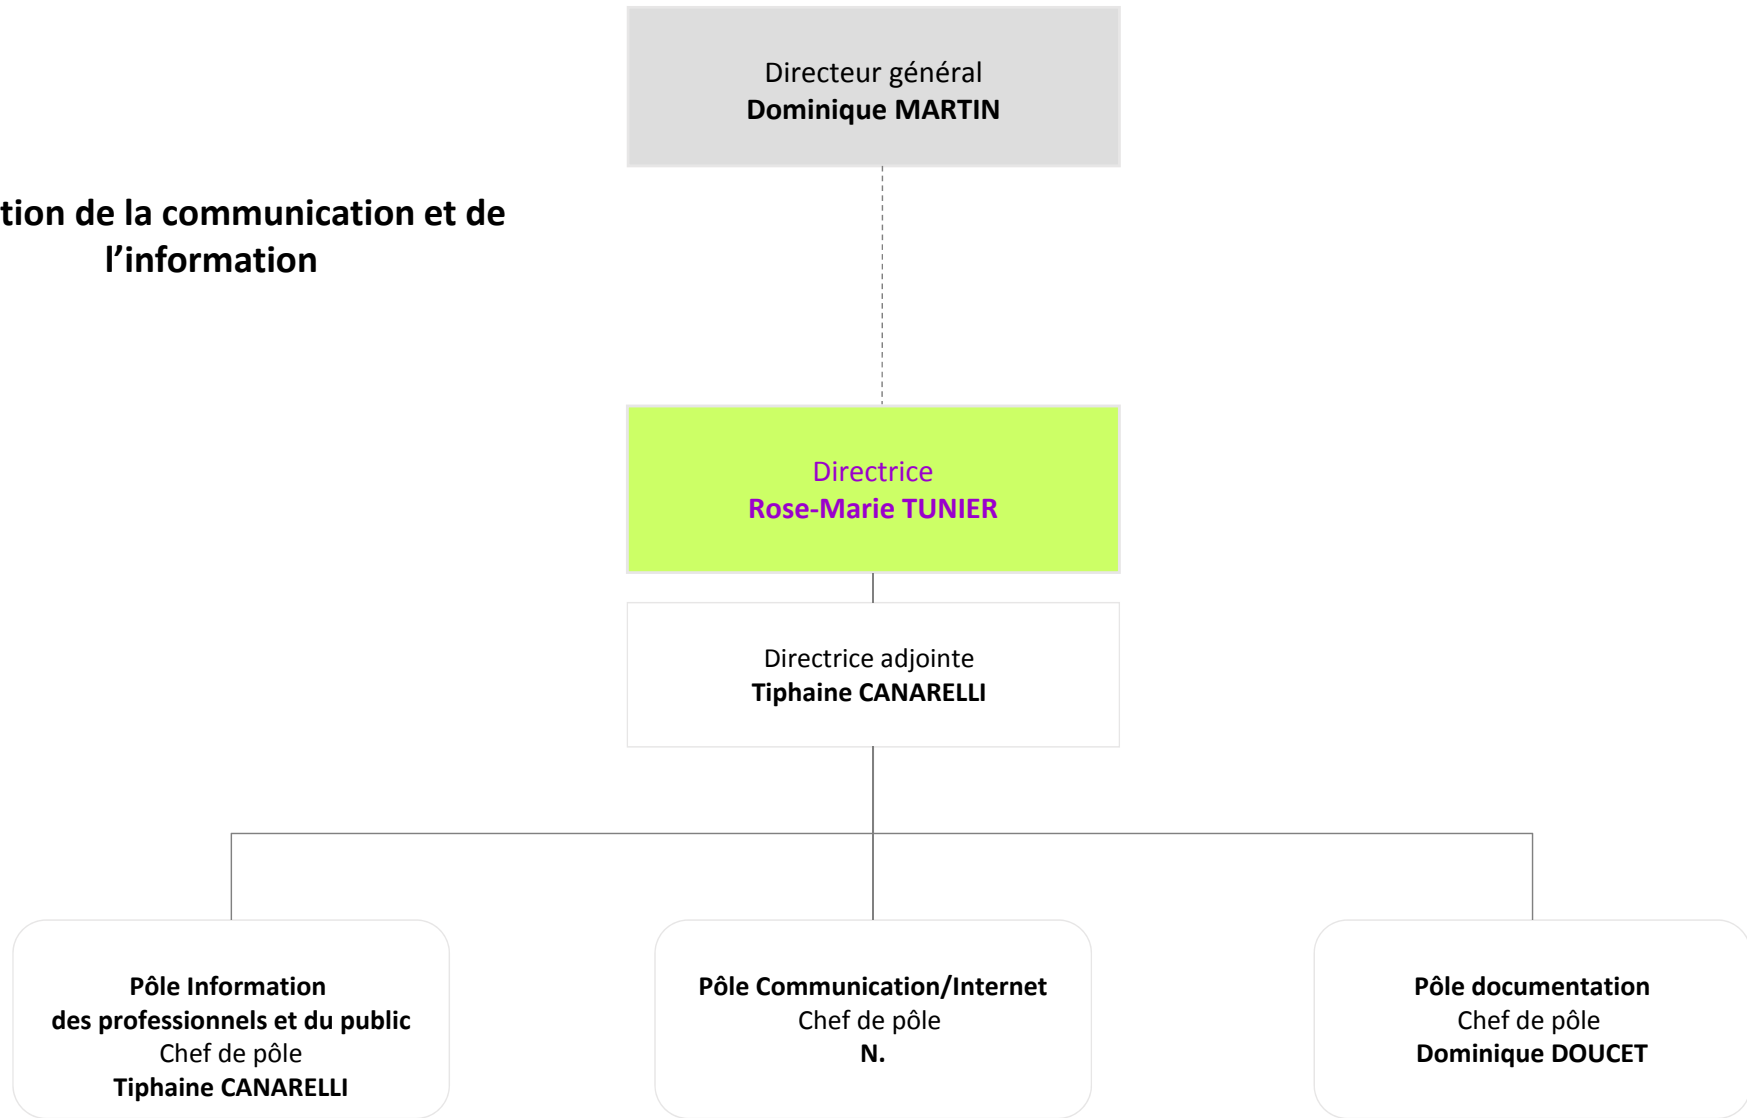 Directeur général
Dominique MARTIN
tion de la communication et de
l’information
Directrice
Rose-Marie TUNIER
Directrice adjointe
Tiphaine CANARELLI
Pôle Information
des professionnels et du public
Chef de pôle
Tiphaine CANARELLI
Pôle Communication/Internet
Chef de pôle
N.
Pôle documentation
Chef de pôle
Dominique DOUCET